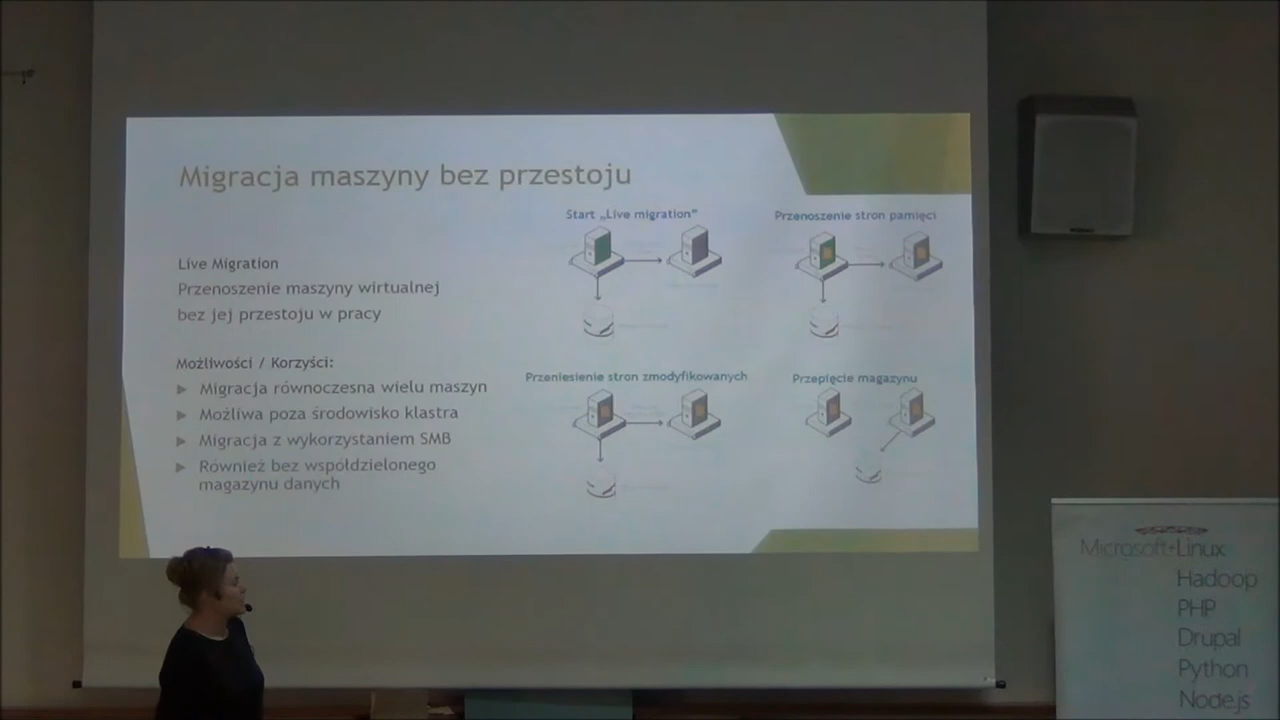 Migracja maszyny bez przestoju
Live Migration
Przenoszenie maszyny wirtualnej
bez jej przestoju w pracy
Możliwości / Korzyści:
Migracja równoczesna wielu maszyn
Możliwa poza środowisko klastra
Migracja z wykorzystaniem SMB
Również bez współdzielonego
magazynu danych
Start „Live migration"
Przenoszenie stron pamięci
Przeniesienie stron zmodyfikowanych
Przepięcie magazynu
Microsoft+Linux
Hadoop
PHP
Drupal
Python
Node.js